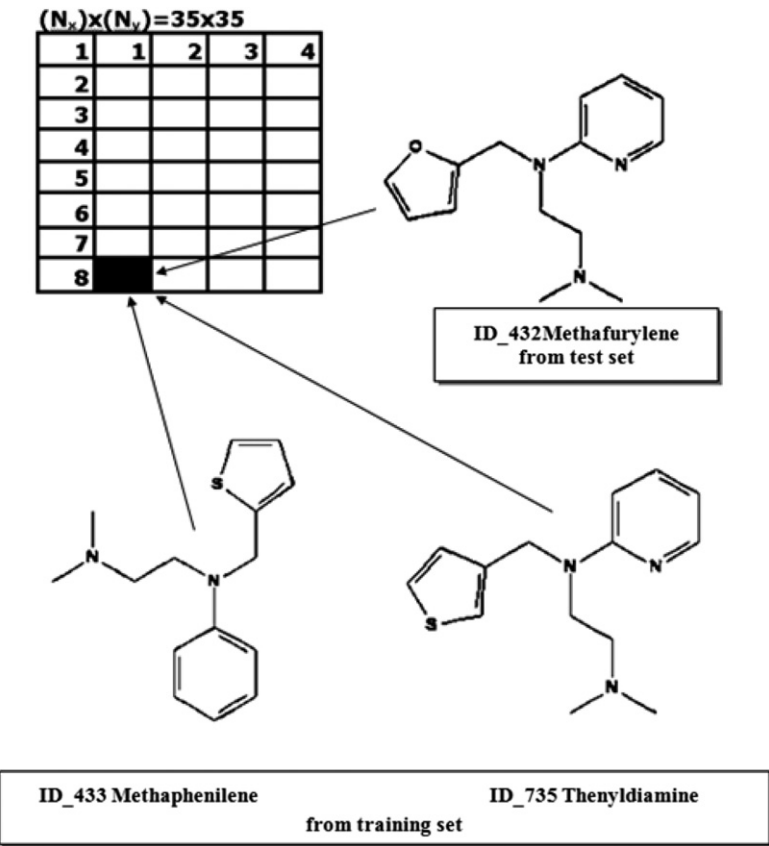 (Nx)x(Ny)=35x35
1 1 2 3 4
2
3
4
5
6
7
8
O
N
N
N
ID_432Methafurylene
from test set
S
N
N
N
N
S
N
ID_433 Methaphenilene ID_735 Thenyldiamine
from training set